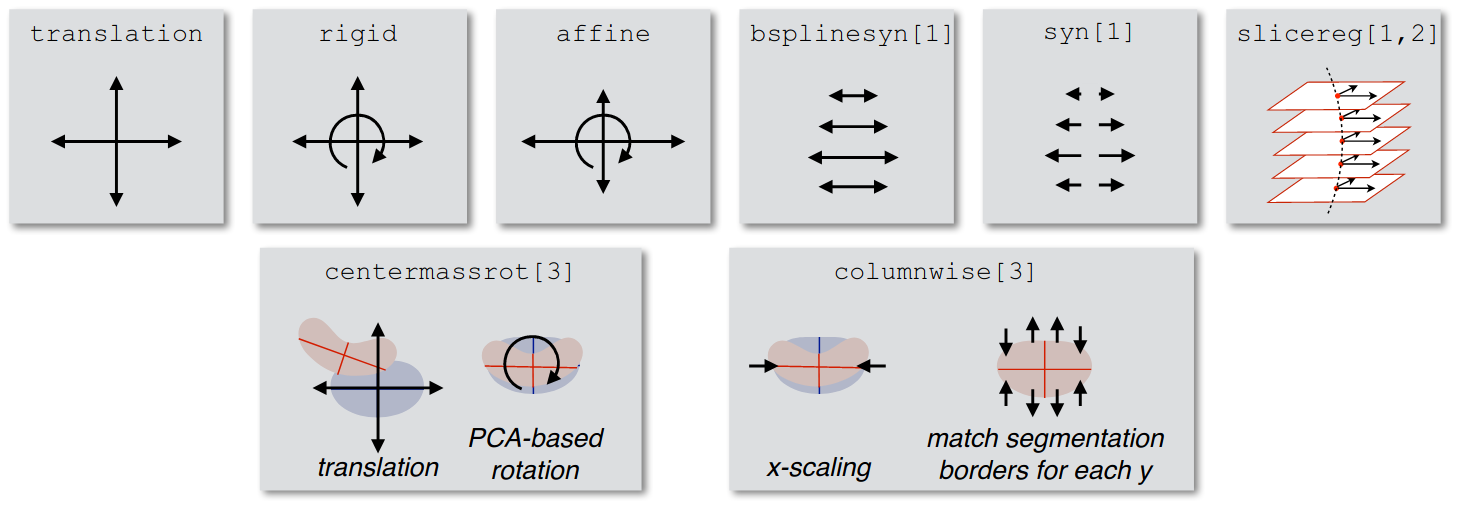 translation
rigid
affine
bsplinesyn[1]
syn[1]
slicereg[1,2]
centermassrot[3]
translation
PCA-based
rotation
columnwise[3]
x-scaling
match segmentation
borders for each y